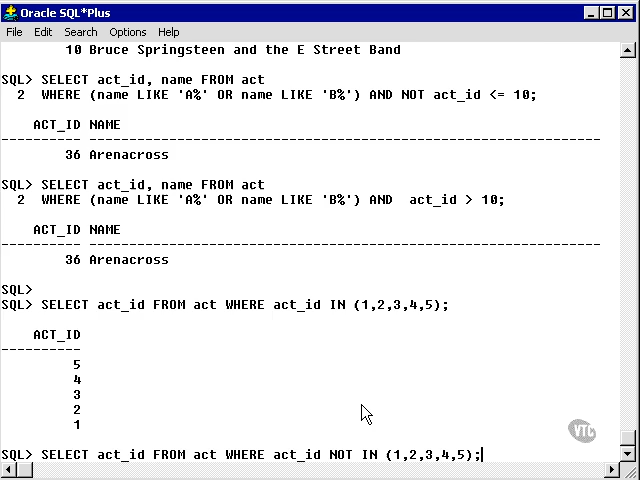 Oracle SQL*Plus
File Edit Search Options Help
10 Bruce Springsteen and the E Street Band
SQL> SELECT act_id, name FROM act
2 WHERE (name LIKE 'A%' OR name LIKE 'B%') AND NOT act_id <= 10;
ACT_ID NAME
36 Arenacross
SQL> SELECT act_id, name FROM act
2 WHERE (name LIKE 'A%' OR name LIKE 'B%') AND act_id > 10;
ACT_ID NAME
36 Arenacross
SQL>
SQL> SELECT act_id FROM act WHERE act_id IN (1,2,3,4,5);
ACT_ID
5
4
3
2
1
VTC
SQL> SELECT act_id FROM act WHERE act_id NOT IN (1,2,3,4,5);